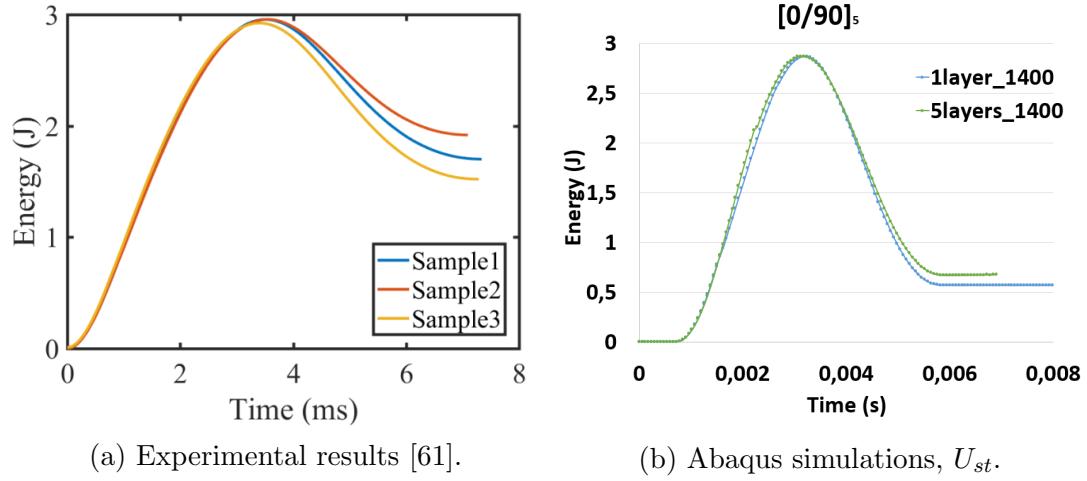 3
2
1
0
Energy (J)
0
2
4
6
8
Time (ms)
Sample1
Sample2
Sample3
(a) Experimental results [61].
[0/90]₅
3
2,5
2
1,5
1
0,5
0
Energy (J)
0
0,002
0,004
0,006
0,008
Time (s)
1layer_1400
5layers_1400
(b) Abaqus simulations, Uₛₜ.